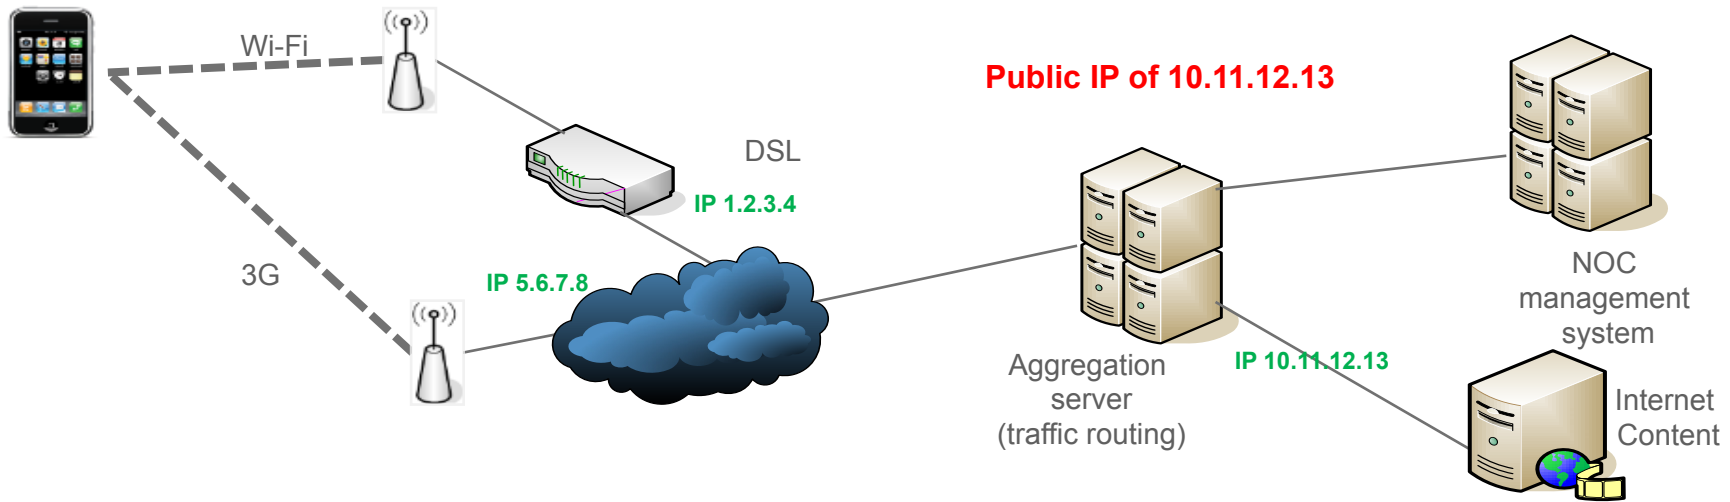 Wi-Fi
Public IP of 10.11.12.13
DSL
IP 1.2.3.4
3G
IP 5.6.7.8
NOC
management
system
Aggregation
server
(traffic routing)
IP 10.11.12.13
Internet
Content